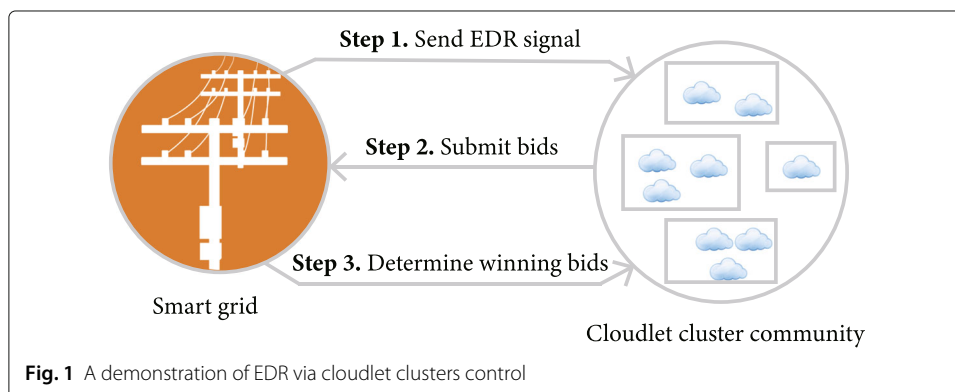 Step 1. Send EDR signal
Step 2. Submit bids
Step 3. Determine winning bids
Smart grid
Cloudlet cluster community
Fig. 1 A demonstration of EDR via cloudlet clusters control